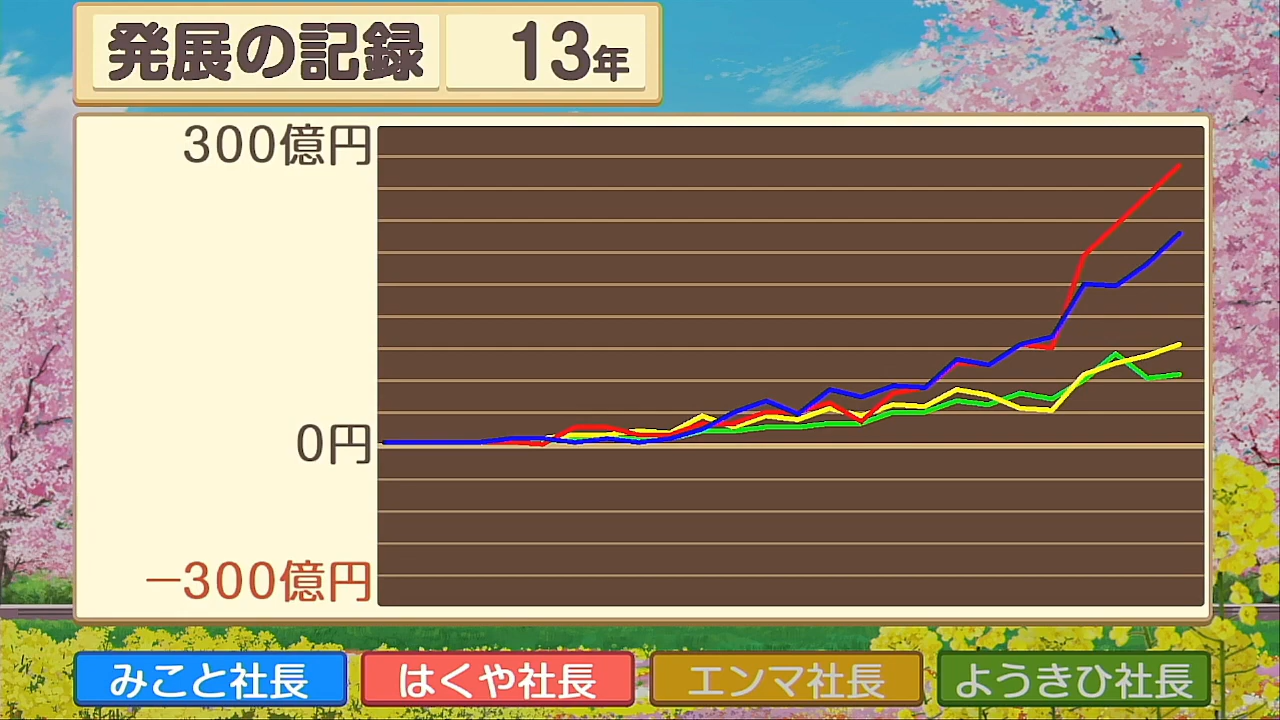 発展の記録 13年
300億円
0円
−300億円
みこと社長 はくや社長 エンマ社長 ようきひ社長